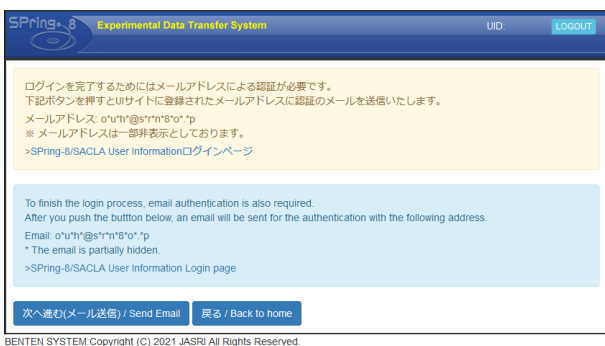 SPring-8
Experimental Data Transfer System
UID:
LOGOUT
ログインを完了するためにはメールアドレスによる認証が必要です。
下記ボタンを押すとUIサイトに登録されたメールアドレスに認証のメールを送信いたします。
メールアドレス: o*u*h*@s*r*n*8*o*.*p
※ メールアドレスは一部非表示としております。
>SPring-8/SACLA User Informationログインページ
To finish the login process, email authentication is also required.
After you push the buttton below, an email will be sent for the authentication with the following address.
Email: o*u*h*@s*r*n*8*o*.*p
* The email is partially hidden.
>SPring-8/SACLA User Information Login page
次へ進む(メール送信) / Send Email
戻る / Back to home
BENTEN SYSTEM:Copyright (C) 2021 JASRI All Rights Reserved.